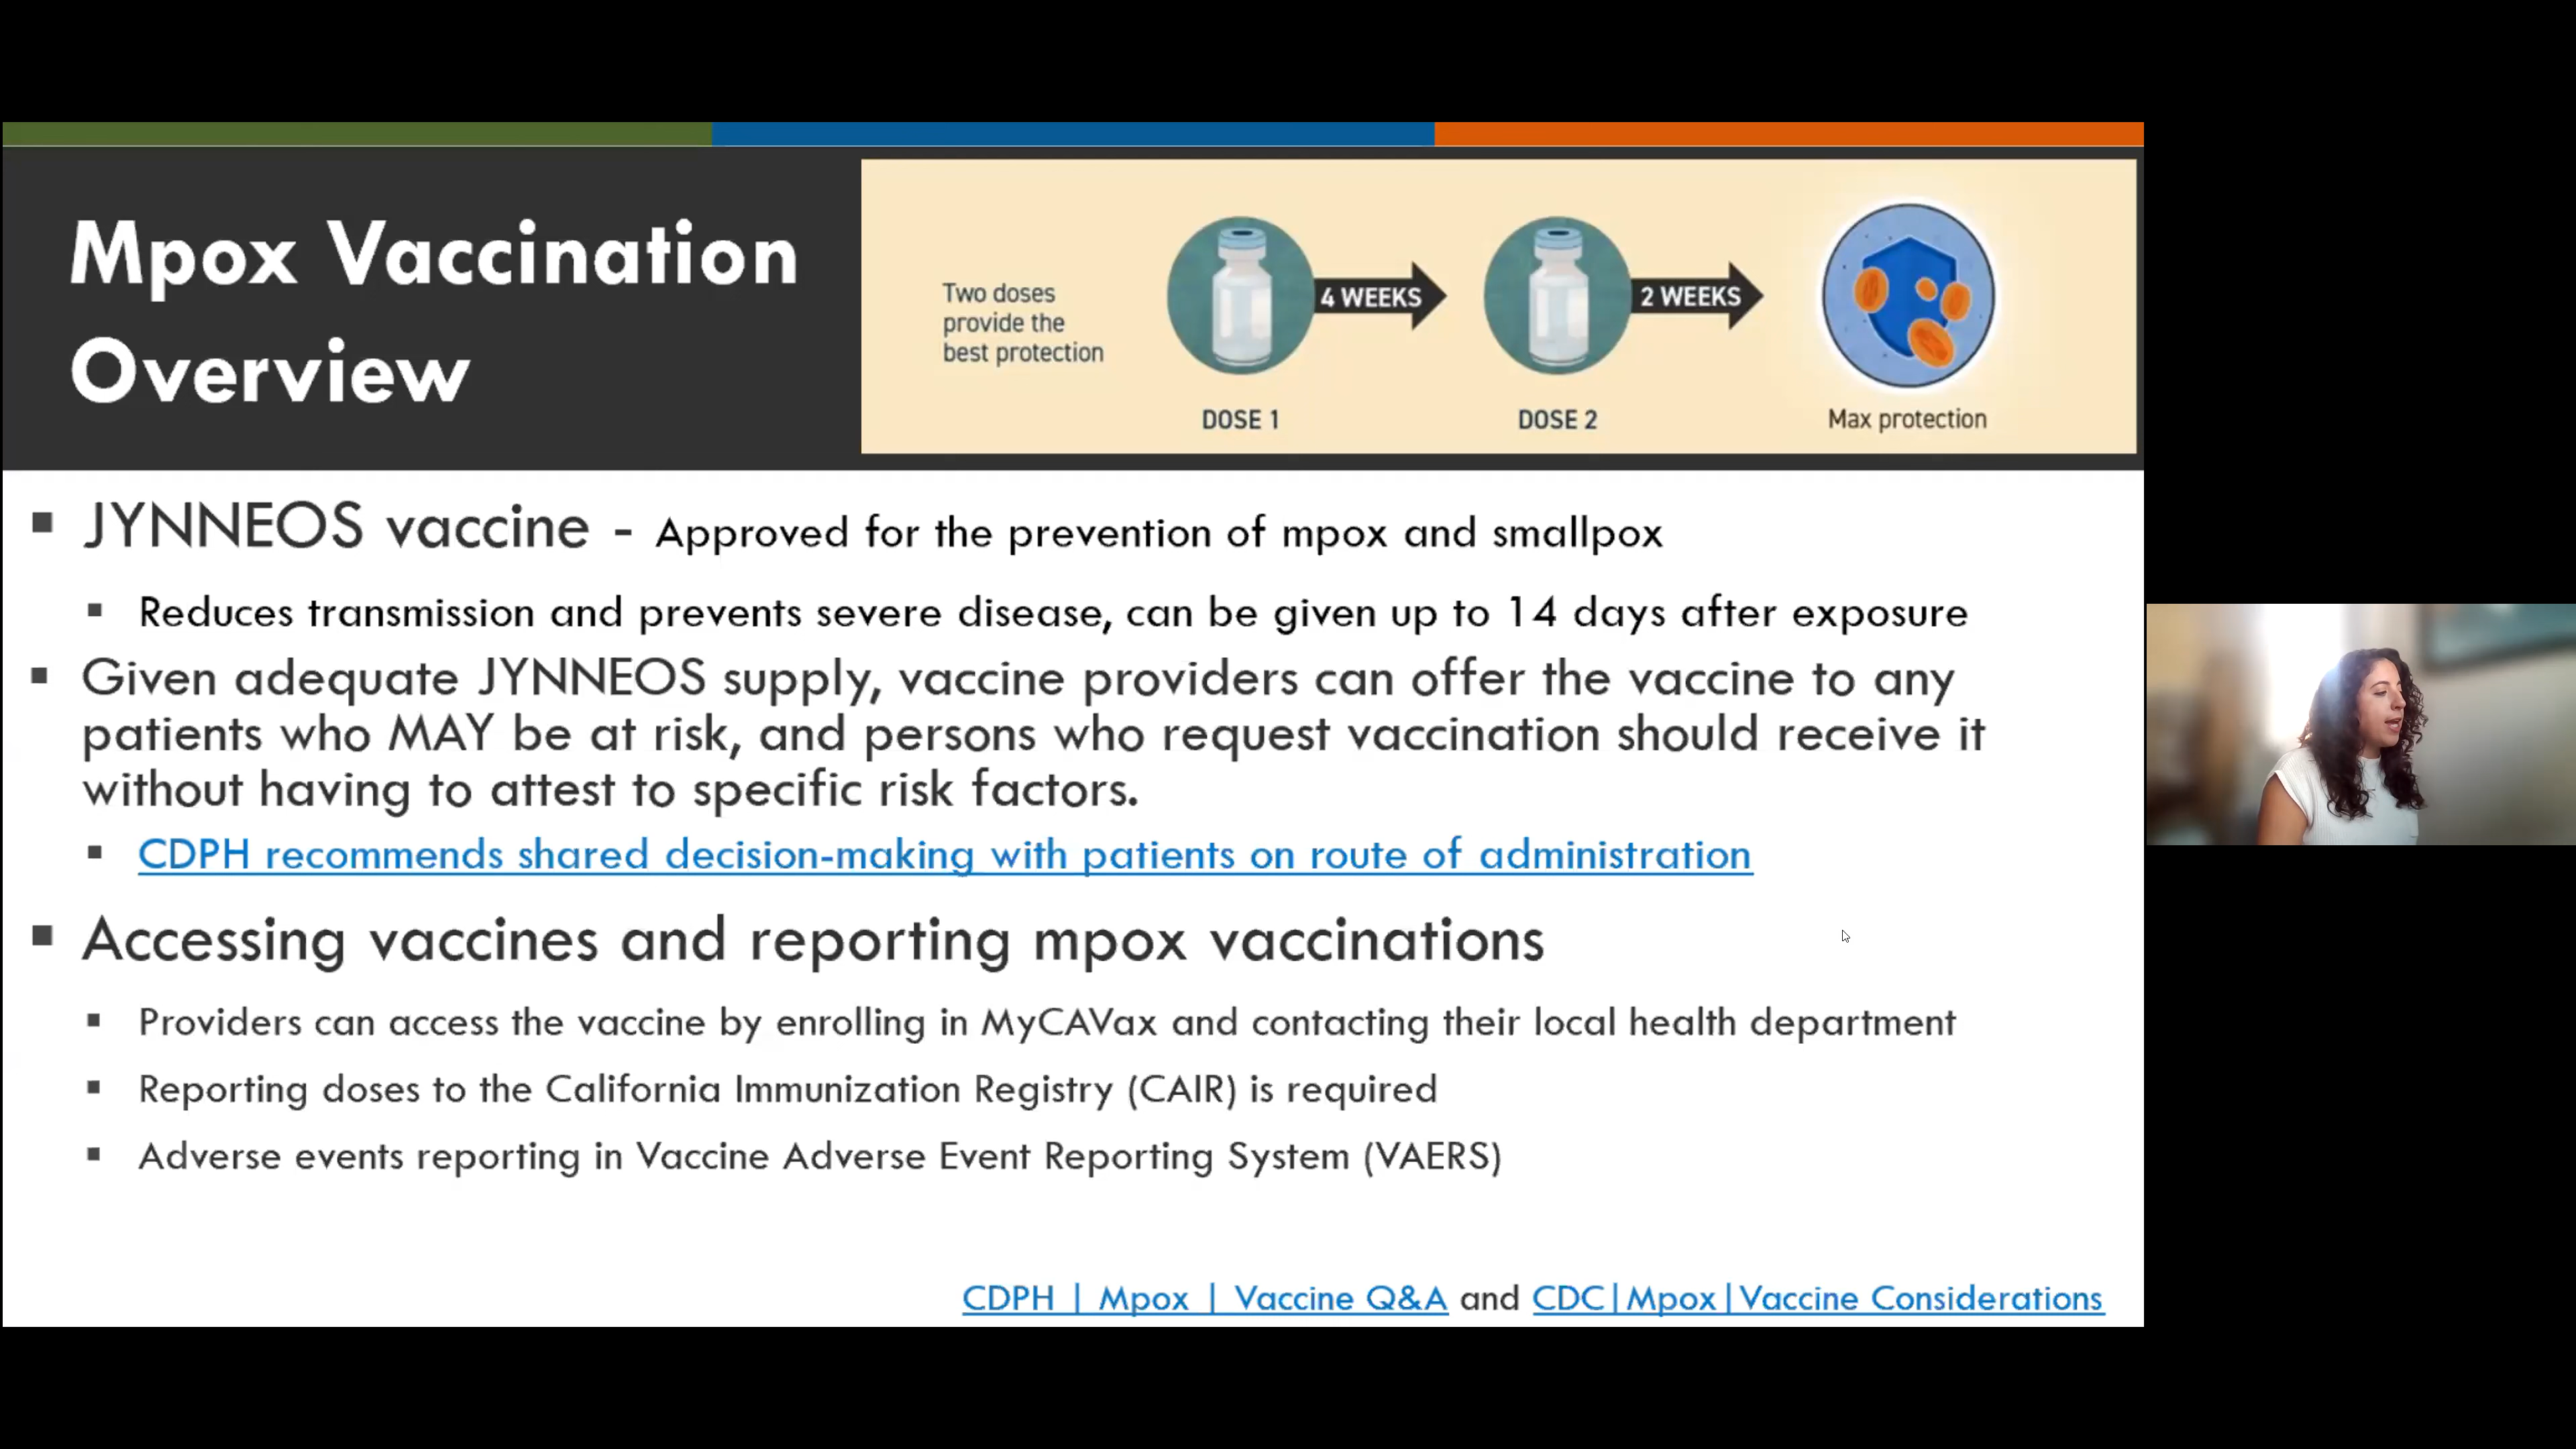 Mpox Vaccination
Overview
Two doses
provide the
best protection
4 WEEKS
2 WEEKS
DOSE 1
DOSE 2
Max protection
▪ JYNNEOS vaccine - Approved for the prevention of mpox and smallpox
▪ Reduces transmission and prevents severe disease, can be given up to 14 days after exposure
▪ Given adequate JYNNEOS supply, vaccine providers can offer the vaccine to any
patients who MAY be at risk, and persons who request vaccination should receive it
without having to attest to specific risk factors.
▪ CDPH recommends shared decision-making with patients on route of administration
▪ Accessing vaccines and reporting mpox vaccinations
▪ Providers can access the vaccine by enrolling in MyCAVax and contacting their local health department
▪ Reporting doses to the California Immunization Registry (CAIR) is required
▪ Adverse events reporting in Vaccine Adverse Event Reporting System (VAERS)
CDPH | Mpox | Vaccine Q&A and CDC|Mpox|Vaccine Considerations